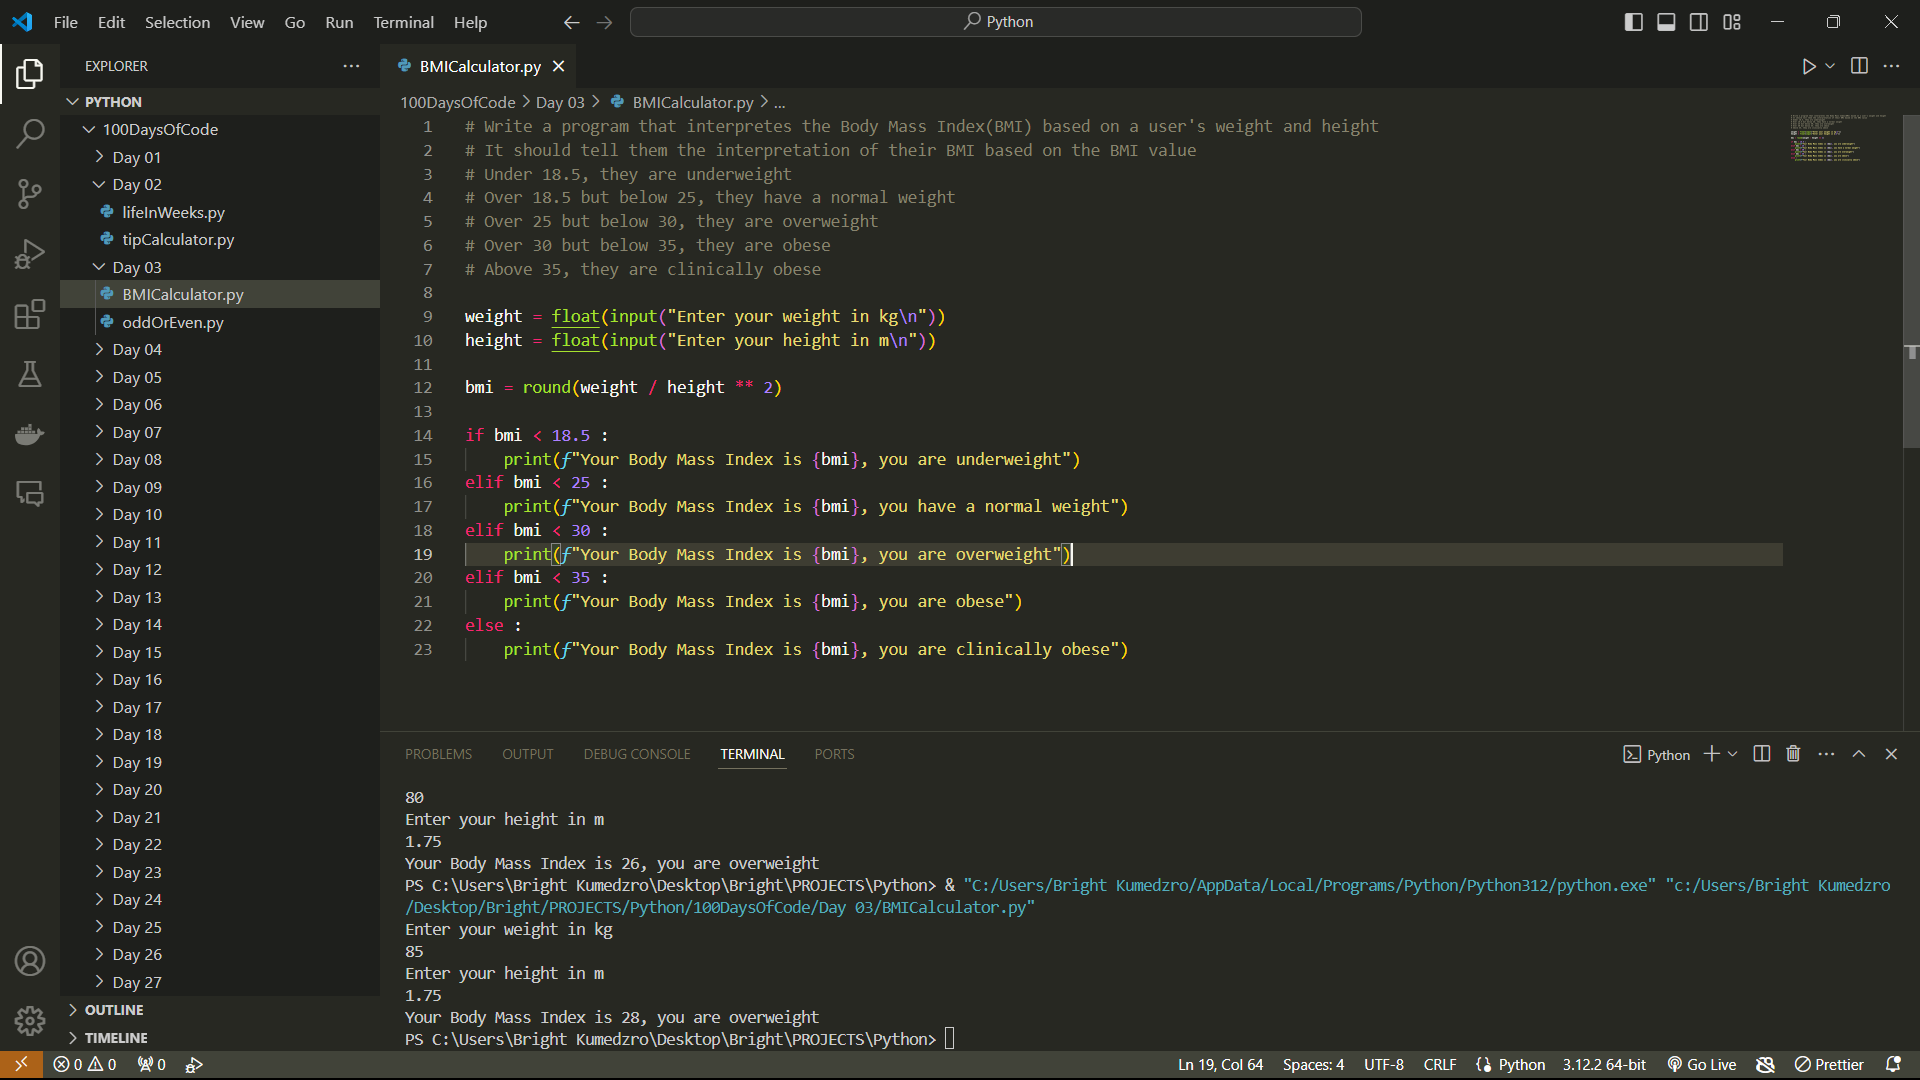 File Edit Selection View Go Run Terminal Help
Python
EXPLORER
PYTHON
100DaysOfCode
Day 01
Day 02
lifeInWeeks.py
tipCalculator.py
Day 03
BMICalculator.py
oddOrEven.py
Day 04
Day 05
Day 06
Day 07
Day 08
Day 09
Day 10
Day 11
Day 12
Day 13
Day 14
Day 15
Day 16
Day 17
Day 18
Day 19
Day 20
Day 21
Day 22
Day 23
Day 24
Day 25
Day 26
Day 27
OUTLINE
TIMELINE
BMICalculator.py
100DaysOfCode > Day 03 > BMICalculator.py > ...
1 # Write a program that interpretes the Body Mass Index(BMI) based on a user's weight and height
2 # It should tell them the interpretation of their BMI based on the BMI value
3 # Under 18.5, they are underweight
4 # Over 18.5 but below 25, they have a normal weight
5 # Over 25 but below 30, they are overweight
6 # Over 30 but below 35, they are obese
7 # Above 35, they are clinically obese
8
9 weight = float(input("Enter your weight in kg\n"))
10 height = float(input("Enter your height in m\n"))
11
12 bmi = round(weight / height ** 2)
13
14 if bmi < 18.5 :
15 print(f"Your Body Mass Index is {bmi}, you are underweight")
16 elif bmi < 25 :
17 print(f"Your Body Mass Index is {bmi}, you have a normal weight")
18 elif bmi < 30 :
19 print(f"Your Body Mass Index is {bmi}, you are overweight")
20 elif bmi < 35 :
21 print(f"Your Body Mass Index is {bmi}, you are obese")
22 else :
23 print(f"Your Body Mass Index is {bmi}, you are clinically obese")
PROBLEMS OUTPUT DEBUG CONSOLE TERMINAL PORTS
Python
80
Enter your height in m
1.75
Your Body Mass Index is 26, you are overweight
PS C:\Users\Bright Kumedzro\Desktop\Bright\PROJECTS\Python> & "C:/Users/Bright Kumedzro/AppData/Local/Programs/Python/Python312/python.exe" "c:/Users/Bright Kumedzro
/Desktop/Bright/PROJECTS/Python/100DaysOfCode/Day 03/BMICalculator.py"
Enter your weight in kg
85
Enter your height in m
1.75
Your Body Mass Index is 28, you are overweight
PS C:\Users\Bright Kumedzro\Desktop\Bright\PROJECTS\Python>
0 0 0 Ln 19, Col 64 Spaces: 4 UTF-8 CRLF Python 3.12.2 64-bit Go Live Prettier